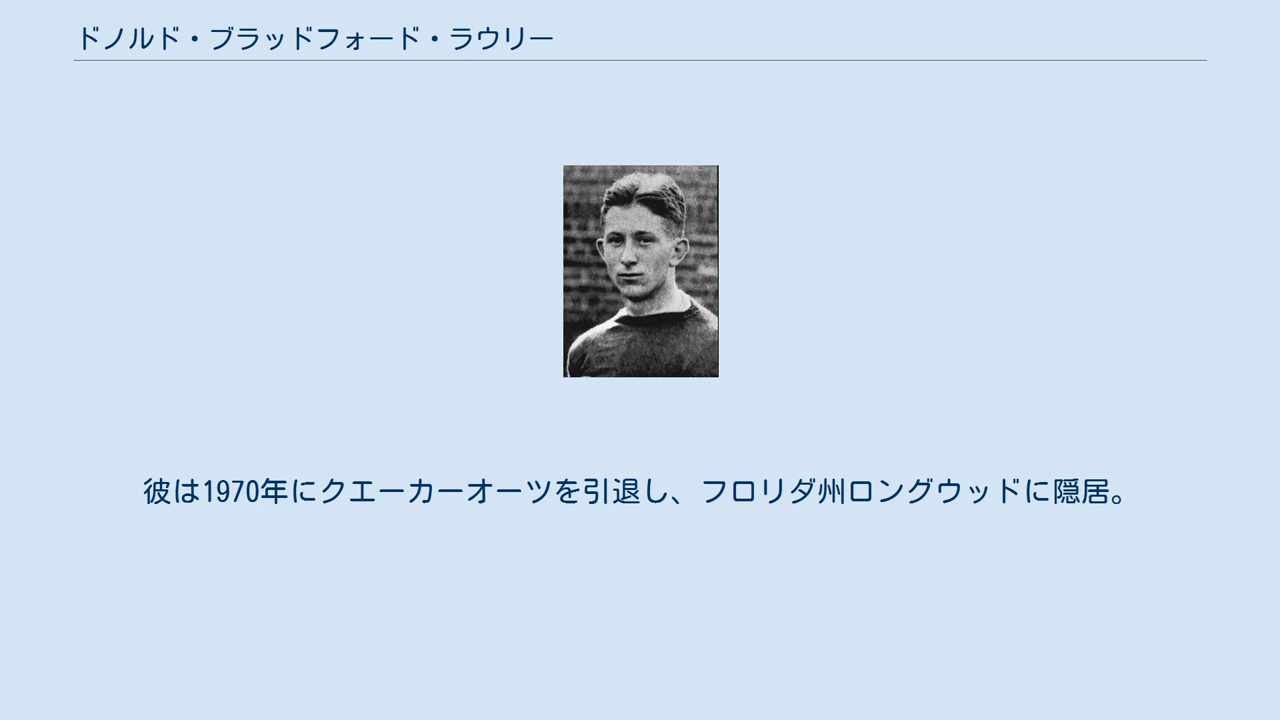 ドノルド・ブラッドフォード・ラウリー
彼は1970年にクエーカーオーツを引退し、フロリダ州ロングウッドに隠居。